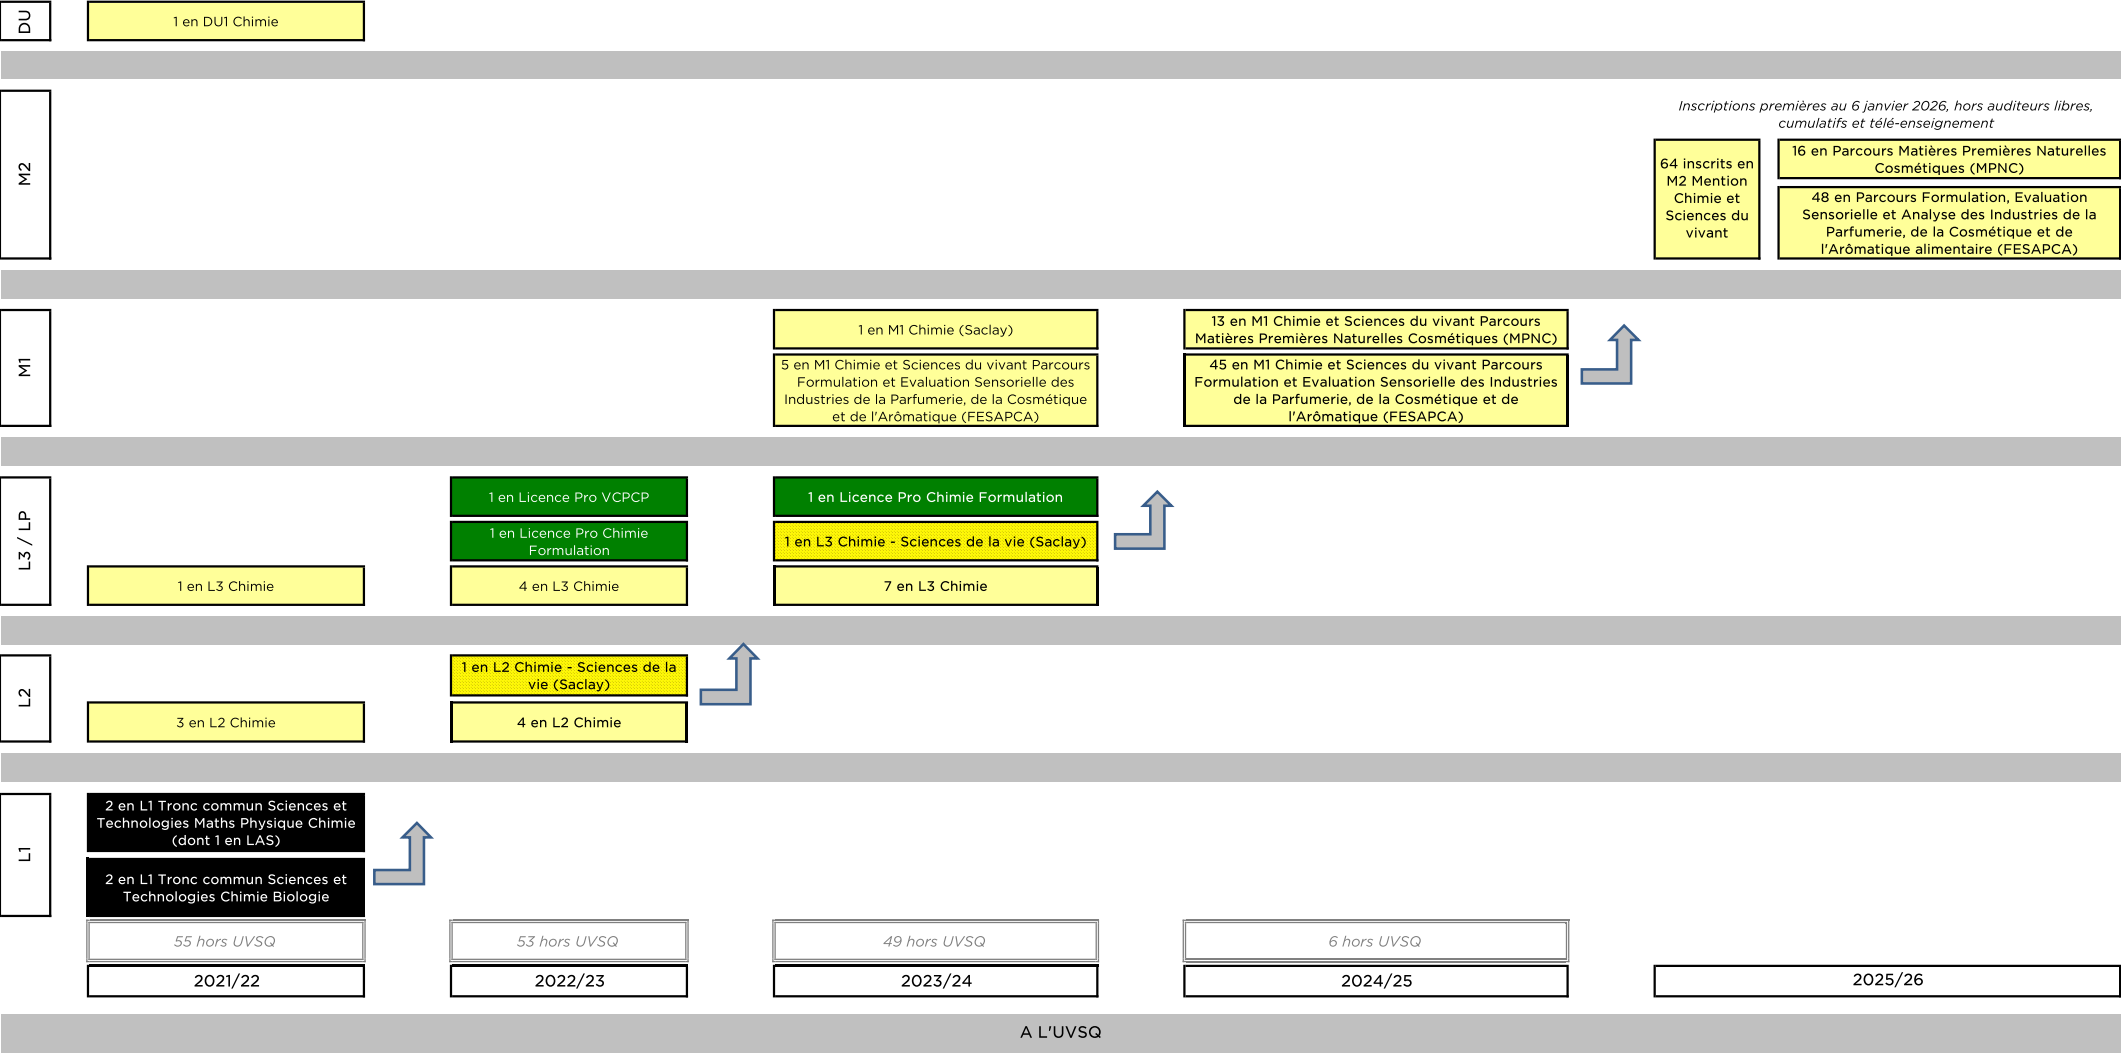 DU
1 en DU1 Chimie
M2
Inscriptions premières au 6 janvier 2026, hors auditeurs libres,
cumulatifs et télé-enseignement
64 inscrits en
M2 Mention
Chimie et
Sciences du
vivant
16 en Parcours Matières Premières Naturelles
Cosmétiques (MPNC)
48 en Parcours Formulation, Evaluation
Sensorielle et Analyse des Industries de la
Parfumerie, de la Cosmétique et de
l'Arômatique alimentaire (FESAPCA)
M1
1 en M1 Chimie (Saclay)
5 en M1 Chimie et Sciences du vivant Parcours
Formulation et Evaluation Sensorielle des
Industries de la Parfumerie, de la Cosmétique
et de l'Arômatique (FESAPCA)
13 en M1 Chimie et Sciences du vivant Parcours
Matières Premières Naturelles Cosmétiques (MPNC)
45 en M1 Chimie et Sciences du vivant Parcours
Formulation et Evaluation Sensorielle des Industries
de la Parfumerie, de la Cosmétique et de
l'Arômatique (FESAPCA)
L3 / LP
1 en L3 Chimie
1 en Licence Pro VCPCP
1 en Licence Pro Chimie
Formulation
4 en L3 Chimie
1 en Licence Pro Chimie Formulation
1 en L3 Chimie - Sciences de la vie (Saclay)
7 en L3 Chimie
L2
3 en L2 Chimie
1 en L2 Chimie - Sciences de la
vie (Saclay)
4 en L2 Chimie
L1
2 en L1 Tronc commun Sciences et
Technologies Maths Physique Chimie
(dont 1 en LAS)
2 en L1 Tronc commun Sciences et
Technologies Chimie Biologie
55 hors UVSQ
53 hors UVSQ
49 hors UVSQ
6 hors UVSQ
2021/22
2022/23
2023/24
2024/25
2025/26
A L'UVSQ